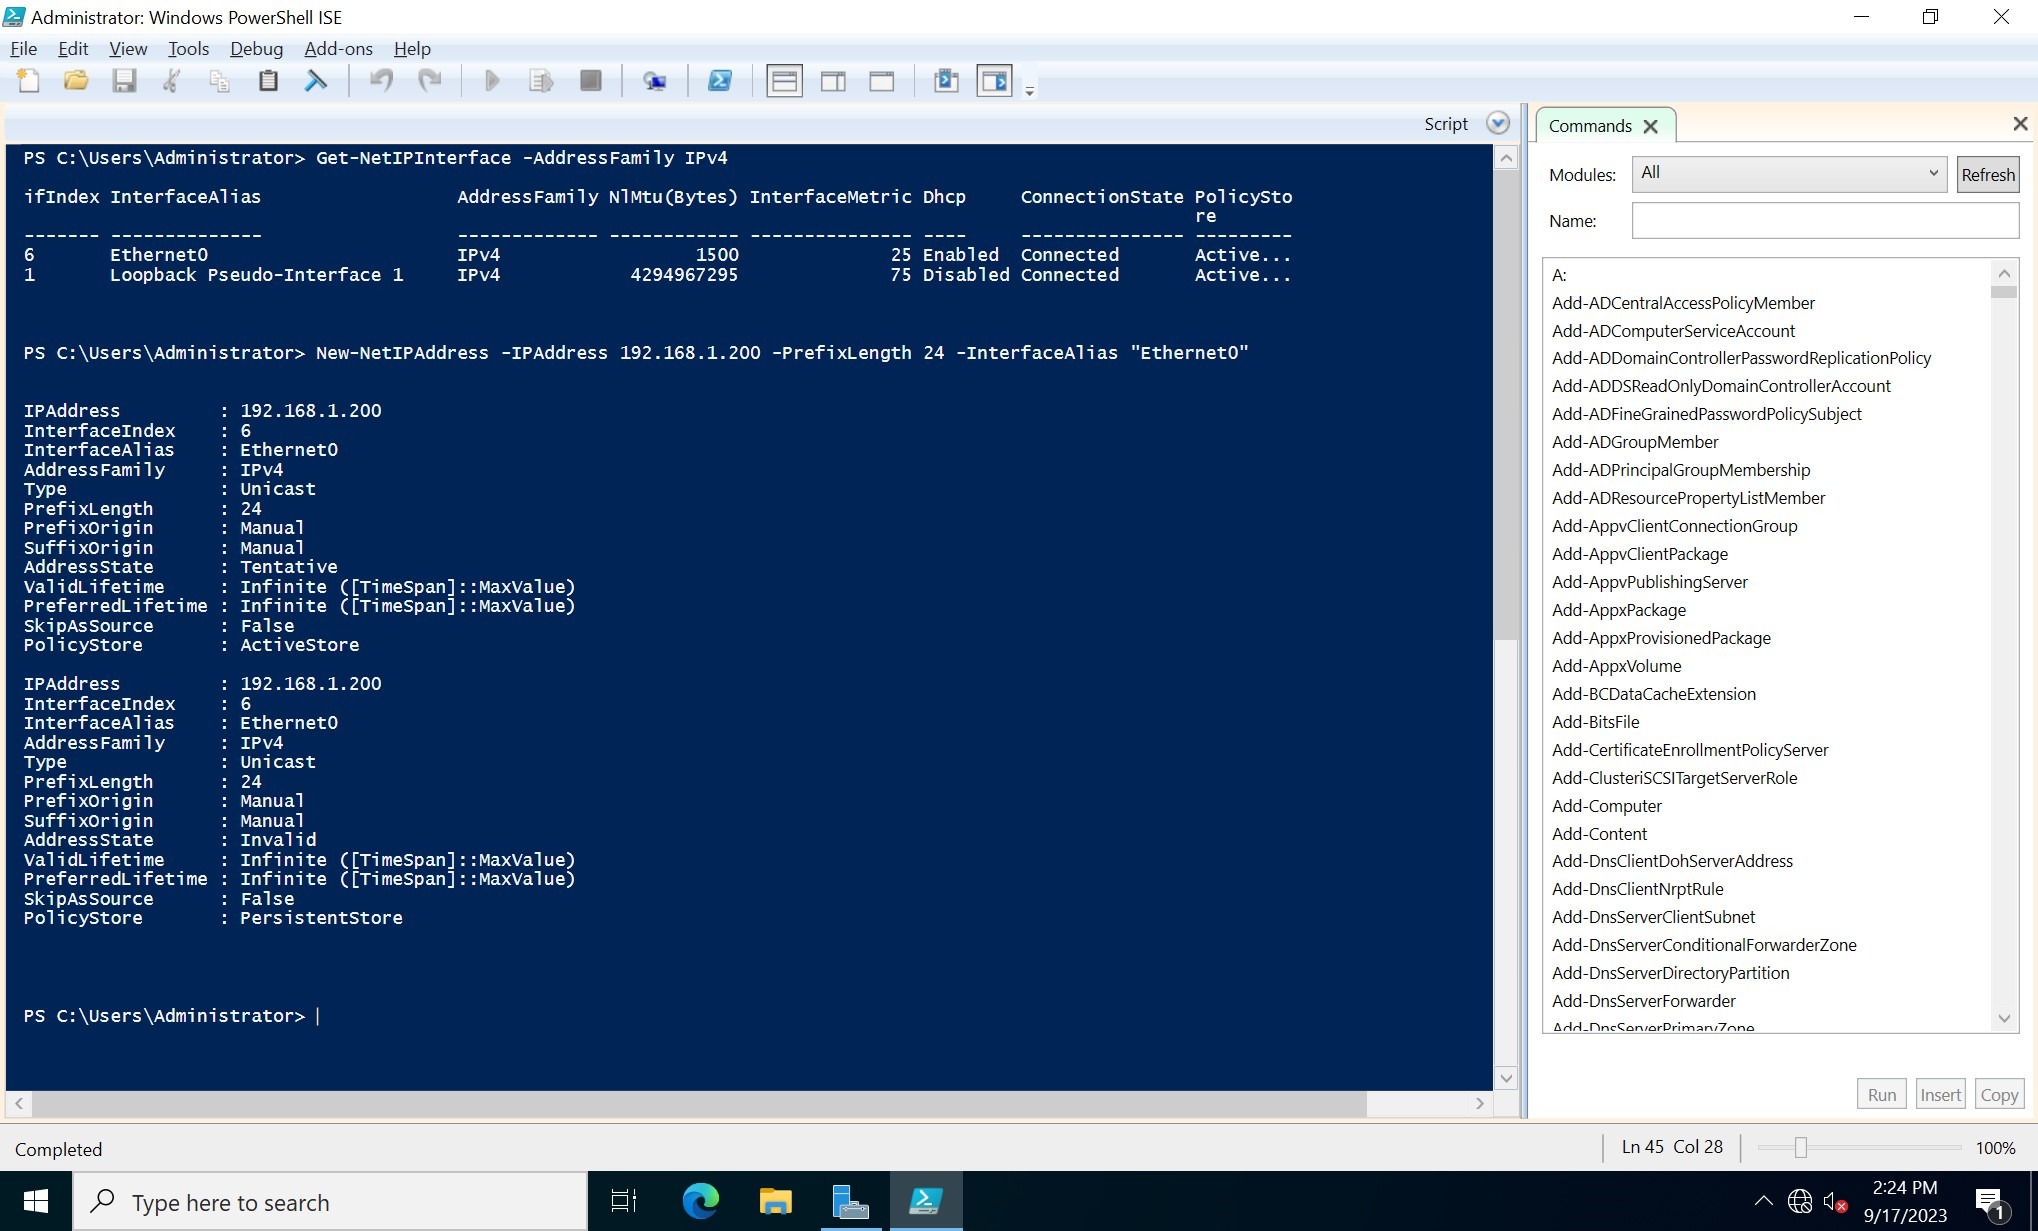 Administrator: Windows PowerShell ISE
File Edit View Tools Debug Add-ons Help
Script
PS C:\Users\Administrator> Get-NetIPInterface -AddressFamily IPv4
ifIndex InterfaceAlias AddressFamily NlMtu(Bytes) InterfaceMetric Dhcp ConnectionState PolicySto
re
------- -------------- ------------- ------------ --------------- ---- --------------- ---------
6 Ethernet0 IPv4 1500 25 Enabled Connected Active...
1 Loopback Pseudo-Interface 1 IPv4 4294967295 75 Disabled Connected Active...
PS C:\Users\Administrator> New-NetIPAddress -IPAddress 192.168.1.200 -PrefixLength 24 -InterfaceAlias "Ethernet0"
IPAddress : 192.168.1.200
InterfaceIndex : 6
InterfaceAlias : Ethernet0
AddressFamily : IPv4
Type : Unicast
PrefixLength : 24
PrefixOrigin : Manual
SuffixOrigin : Manual
AddressState : Tentative
ValidLifetime : Infinite ([TimeSpan]::MaxValue)
PreferredLifetime : Infinite ([TimeSpan]::MaxValue)
SkipAsSource : False
PolicyStore : ActiveStore
IPAddress : 192.168.1.200
InterfaceIndex : 6
InterfaceAlias : Ethernet0
AddressFamily : IPv4
Type : Unicast
PrefixLength : 24
PrefixOrigin : Manual
SuffixOrigin : Manual
AddressState : Invalid
ValidLifetime : Infinite ([TimeSpan]::MaxValue)
PreferredLifetime : Infinite ([TimeSpan]::MaxValue)
SkipAsSource : False
PolicyStore : PersistentStore
PS C:\Users\Administrator>
Commands
Modules: All Refresh
Name:
A:
Add-ADCentralAccessPolicyMember
Add-ADComputerServiceAccount
Add-ADDomainControllerPasswordReplicationPolicy
Add-ADDSReadOnlyDomainControllerAccount
Add-ADFineGrainedPasswordPolicySubject
Add-ADGroupMember
Add-ADPrincipalGroupMembership
Add-ADResourcePropertyListMember
Add-AppvClientConnectionGroup
Add-AppvClientPackage
Add-AppvPublishingServer
Add-AppxPackage
Add-AppxProvisionedPackage
Add-AppxVolume
Add-BCDataCacheExtension
Add-BitsFile
Add-CertificateEnrollmentPolicyServer
Add-ClusteriSCSITargetServerRole
Add-Computer
Add-Content
Add-DnsClientDohServerAddress
Add-DnsClientNrptRule
Add-DnsServerClientSubnet
Add-DnsServerConditionalForwarderZone
Add-DnsServerDirectoryPartition
Add-DnsServerForwarder
Add-DnsServerPrimaryZone
Run Insert Copy
Completed
Ln 45 Col 28
100%
Type here to search
2:24 PM
9/17/2023
1